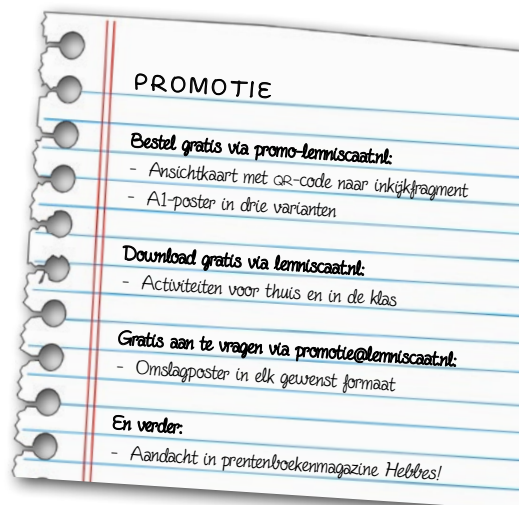 PROMOTIE
Bestel gratis via promo-lemniscaat.nl:
- Ansichtkaart met QR-code naar inkijkfragment
- A1-poster in drie varianten
Download gratis via lemniscaat.nl:
- Activiteiten voor thuis en in de klas
Gratis aan te vragen via promotie@lemniscaat.nl:
- Omslagposter in elk gewenst formaat
En verder:
- Aandacht in prentenboekenmagazine Hebbes!